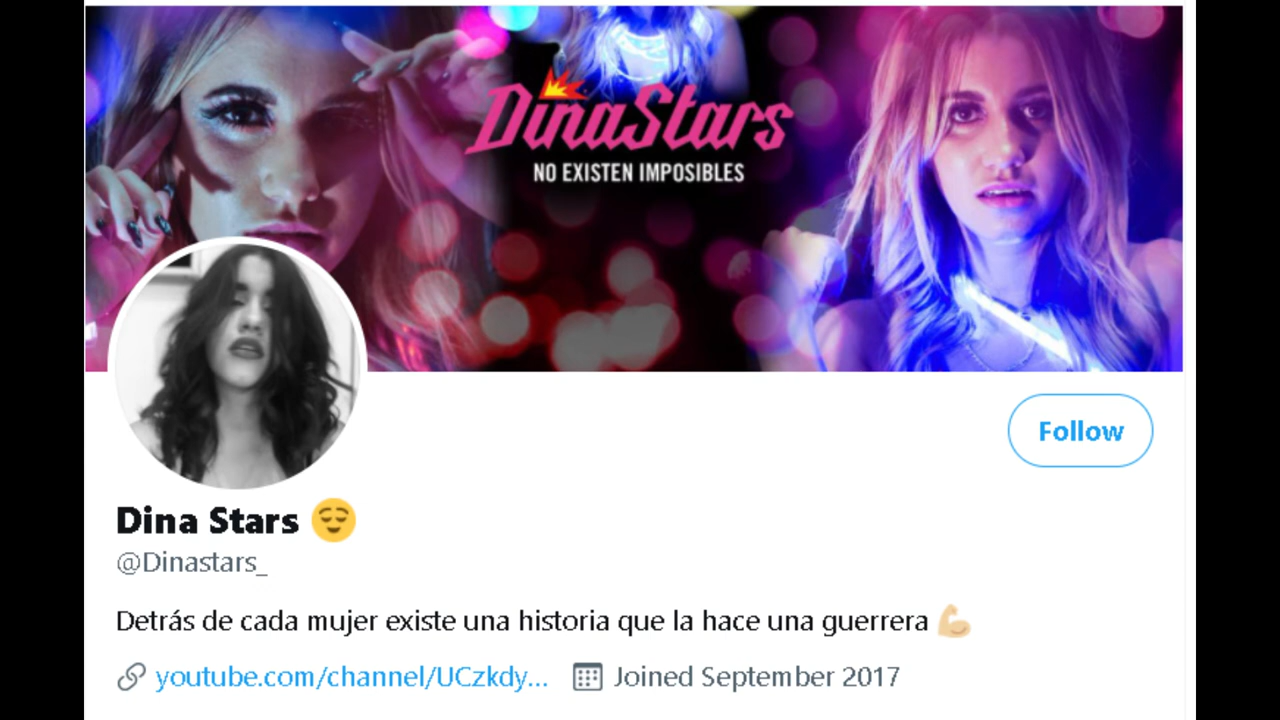 DinaStars
NO EXISTEN IMPOSIBLES
Follow
Dina Stars 😌
@Dinastars_
Detrás de cada mujer existe una historia que la hace una guerrera 💪🏼
youtube.com/channel/UCzkdy... Joined September 2017